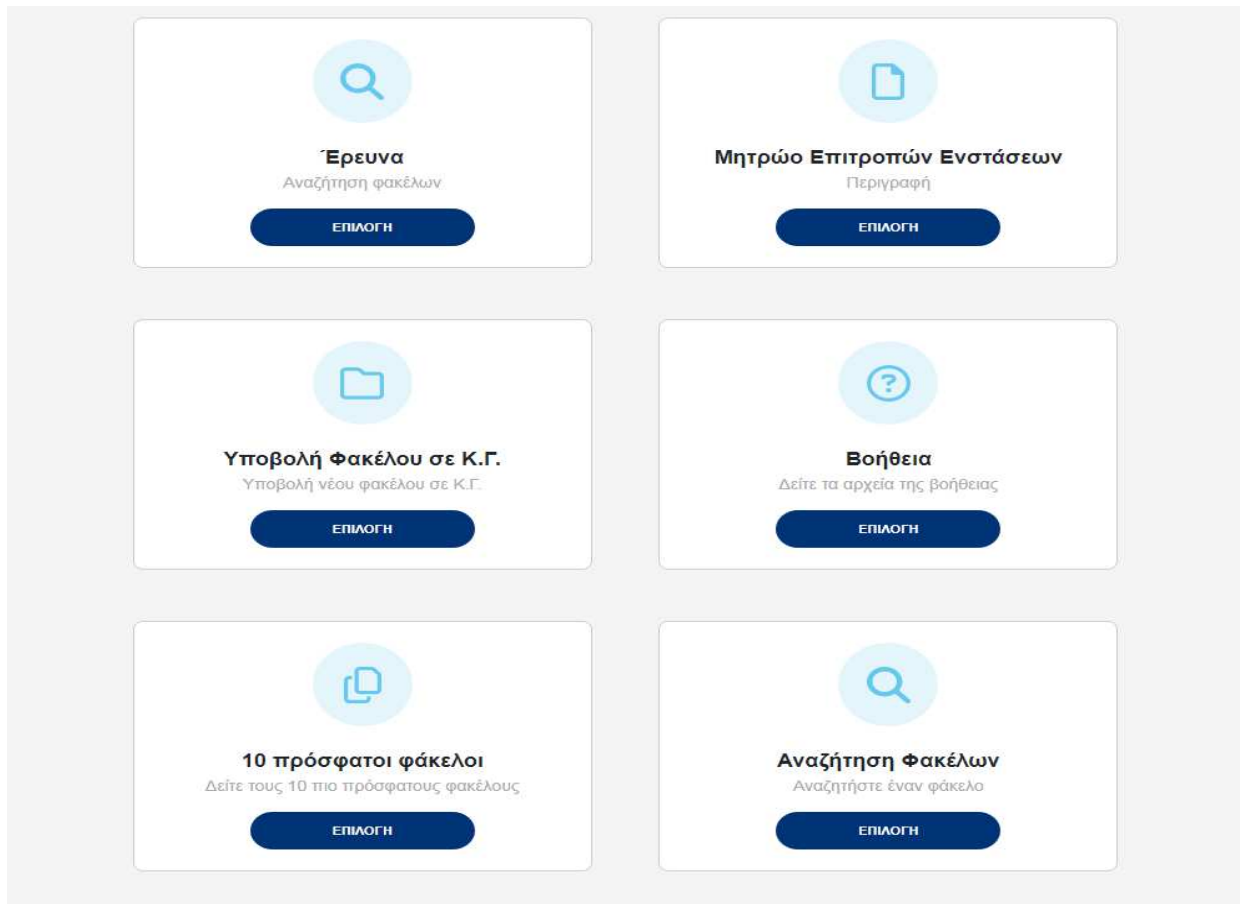 Έρευνα
Αναζήτηση φακέλων
ΕΠΙΛΟΓΗ
Μητρώο Επιτροπών Ενστάσεων
Περιγραφή
ΕΠΙΛΟΓΗ
Υποβολή Φακέλου σε Κ.Γ.
Υποβολή νέου φακέλου σε Κ.Γ.
ΕΠΙΛΟΓΗ
Βοήθεια
Δείτε τα αρχεία της βοήθειας
ΕΠΙΛΟΓΗ
10 πρόσφατοι φάκελοι
Δείτε τους 10 πιο πρόσφατους φακέλους
ΕΠΙΛΟΓΗ
Αναζήτηση Φακέλων
Αναζητήστε έναν φάκελο
ΕΠΙΛΟΓΗ